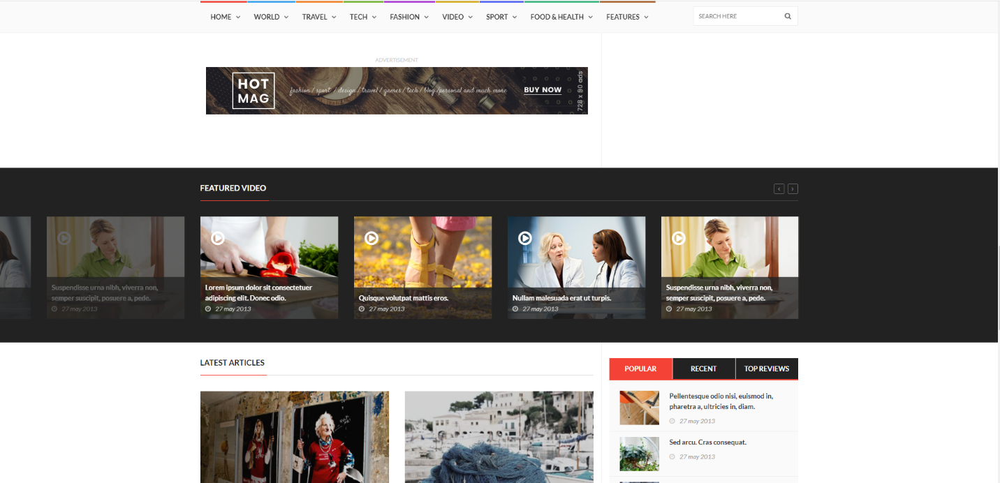 HOME
WORLD
TRAVEL
TECH
FASHION
VIDEO
SPORT
FOOD & HEALTH
FEATURES
SEARCH HERE
ADVERTISEMENT
HOT
MAG
fashion / sport / design / travel / games / tech / blog /personal and much more
BUY NOW
728 x 90 ads
FEATURED VIDEO
Suspendisse urna nibh, viverra non,
semper suscipit, posuere a, pede.
27 may 2013
Lorem ipsum dolor sit consectetuer
adipiscing elit. Donec odio.
27 may 2013
Quisque volutpat mattis eros.
27 may 2013
Nullam malesuada erat ut turpis.
27 may 2013
Suspendisse urna nibh, viverra non,
semper suscipit, posuere a, pede.
27 may 2013
LATEST ARTICLES
POPULAR
RECENT
TOP REVIEWS
Pellentesque odio nisi, euismod in,
pharetra a, ultricies in, diam.
27 may 2013
Sed arcu. Cras consequat.
27 may 2013